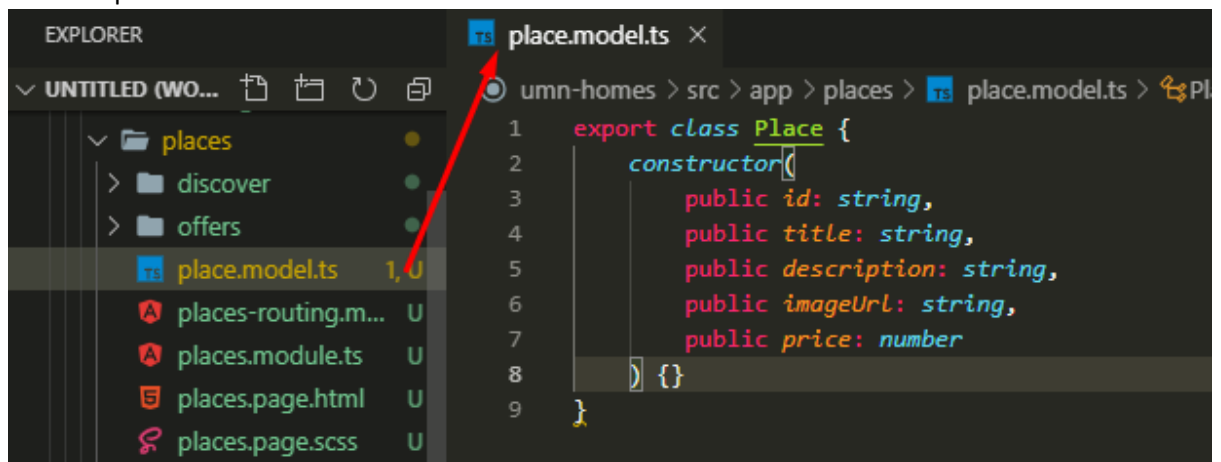 EXPLORER
UNTITLED (WO...
places
discover
offers
TS place.model.ts 1, U
places-routing.m... U
places.module.ts U
places.page.html U
places.page.scss U
TS place.model.ts ×
umn-homes > src > app > places > TS place.model.ts > Pl
1 export class Place {
2 constructor(
3 public id: string,
4 public title: string,
5 public description: string,
6 public imageUrl: string,
7 public price: number
8 ) {}
9 }